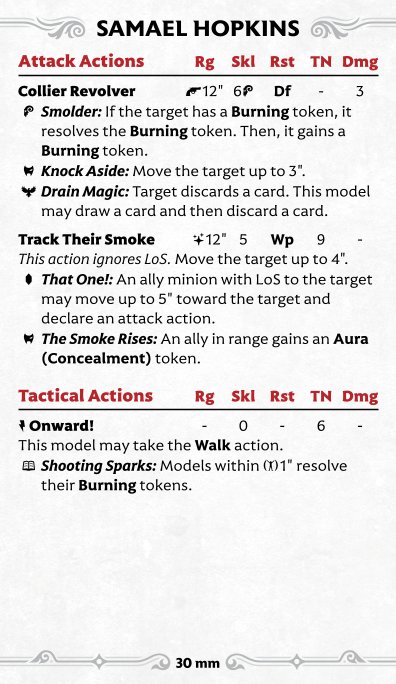 SAMAEL HOPKINS
Attack Actions Rg Skl Rst TN Dmg
Collier Revolver 12" 6 Df - 3
Smolder: If the target has a Burning token, it
resolves the Burning token. Then, it gains a
Burning token.
Knock Aside: Move the target up to 3".
Drain Magic: Target discards a card. This model
may draw a card and then discard a card.
Track Their Smoke 12" 5 Wp 9 -
This action ignores LoS. Move the target up to 4".
That One!: An ally minion with LoS to the target
may move up to 5" toward the target and
declare an attack action.
The Smoke Rises: An ally in range gains an Aura
(Concealment) token.
Tactical Actions Rg Skl Rst TN Dmg
Onward! - 0 - 6 -
This model may take the Walk action.
Shooting Sparks: Models within 1" resolve
their Burning tokens.
30 mm